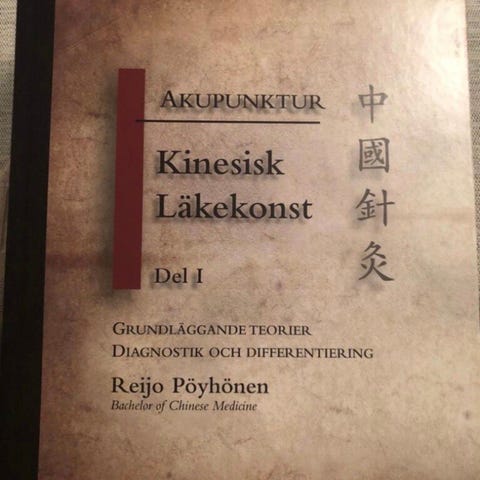 AKUPUNKTUR
Kinesisk
Läkekonst
中國針灸
Del I
GRUNDLÄGGANDE TEORIER
DIAGNOSTIK OCH DIFFERENTIERING
Reijo Pöyhönen
Bachelor of Chinese Medicine